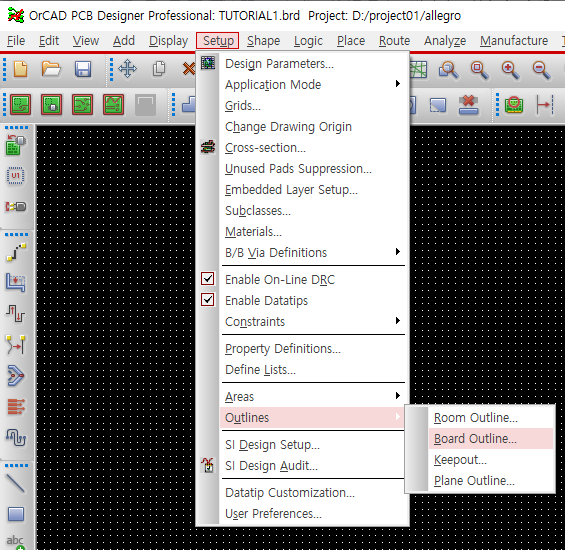 OrCAD PCB Designer Professional: TUTORIAL1.brd Project: D:/project01/allegro
File Edit View Add Display Setup Shape Logic Place Route Analyze Manufacture T
Design Parameters...
Application Mode
Grids...
Change Drawing Origin
Cross-section...
Unused Pads Suppression...
Embedded Layer Setup...
Subclasses...
Materials...
B/B Via Definitions
Enable On-Line DRC
Enable Datatips
Constraints
Property Definitions...
Define Lists...
Areas
Outlines
Room Outline...
Board Outline...
Keepout...
Plane Outline...
SI Design Setup...
SI Design Audit...
Datatip Customization...
User Preferences...
U1
abc